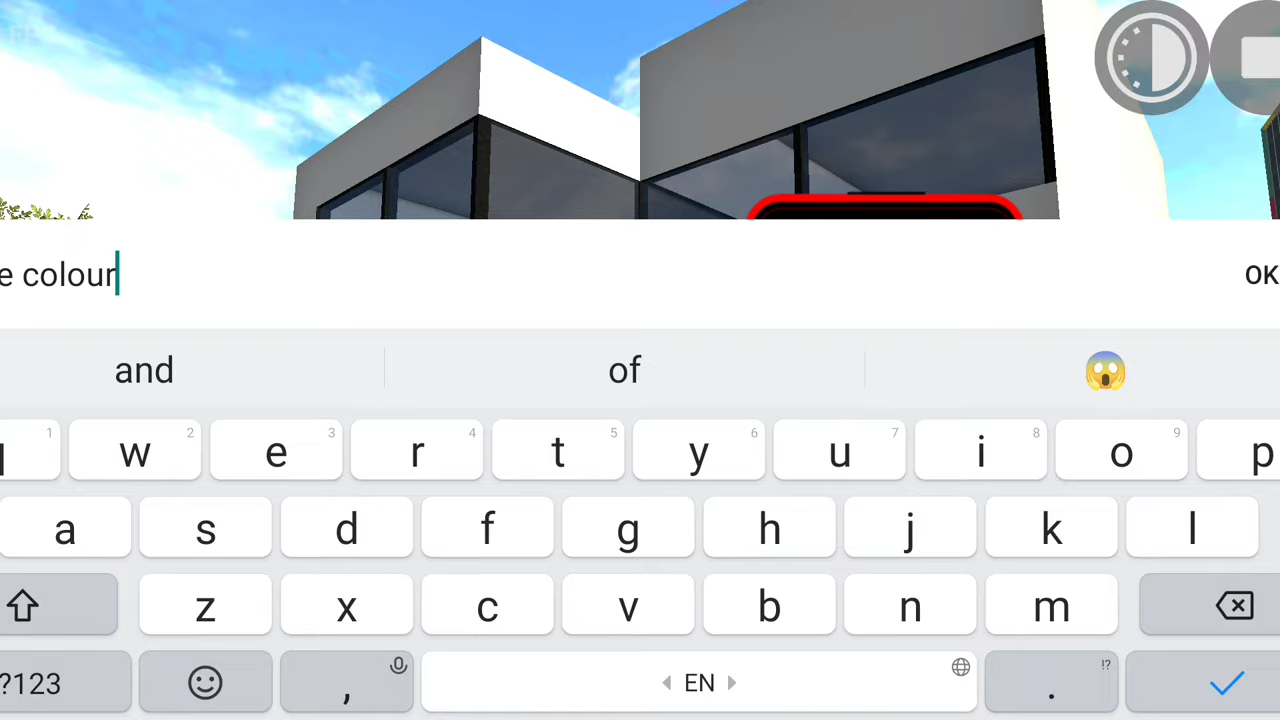 e colour
OK
and of 😱
1 2 3 4 5 6 7 8 9
w e r t y u i o p
a s d f g h j k l
z x c v b n m
?123 , EN . !?